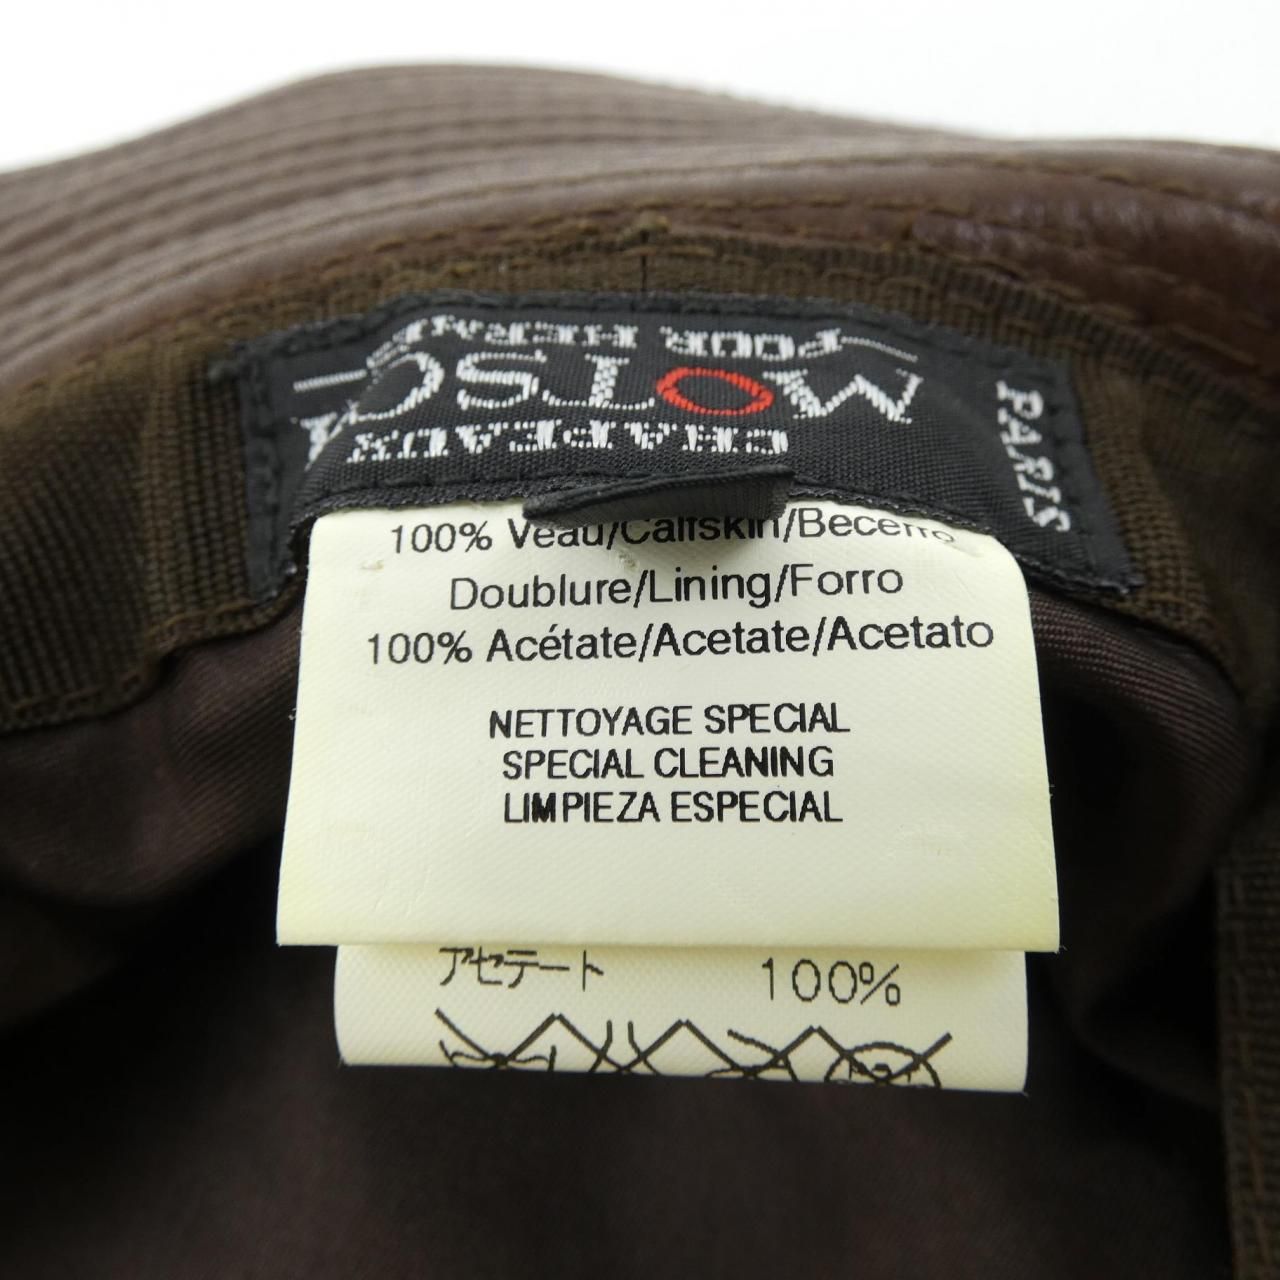 CHAPEAUX
MOTSCH
POUR HERMÈS
PARIS
100% Veau/Calfskin/Becerro
Doublure/Lining/Forro
100% Acétate/Acetate/Acetato
NETTOYAGE SPECIAL
SPECIAL CLEANING
LIMPIEZA ESPECIAL
アセテート 100%